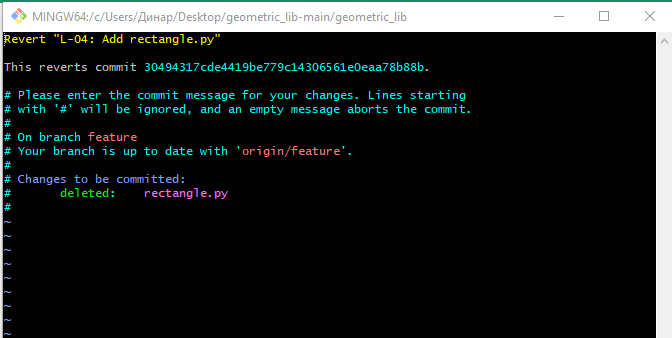 MINGW64:/c/Users/Динар/Desktop/geometric_lib-main/geometric_lib
Revert "L-04: Add rectangle.py"
This reverts commit 30494317cde4419be779c14306561e0eaa78b88b.
# Please enter the commit message for your changes. Lines starting
# with '#' will be ignored, and an empty message aborts the commit.
#
# On branch feature
# Your branch is up to date with 'origin/feature'.
#
# Changes to be committed:
#       deleted:    rectangle.py
#
~
~
~
~
~
~
~
~
~